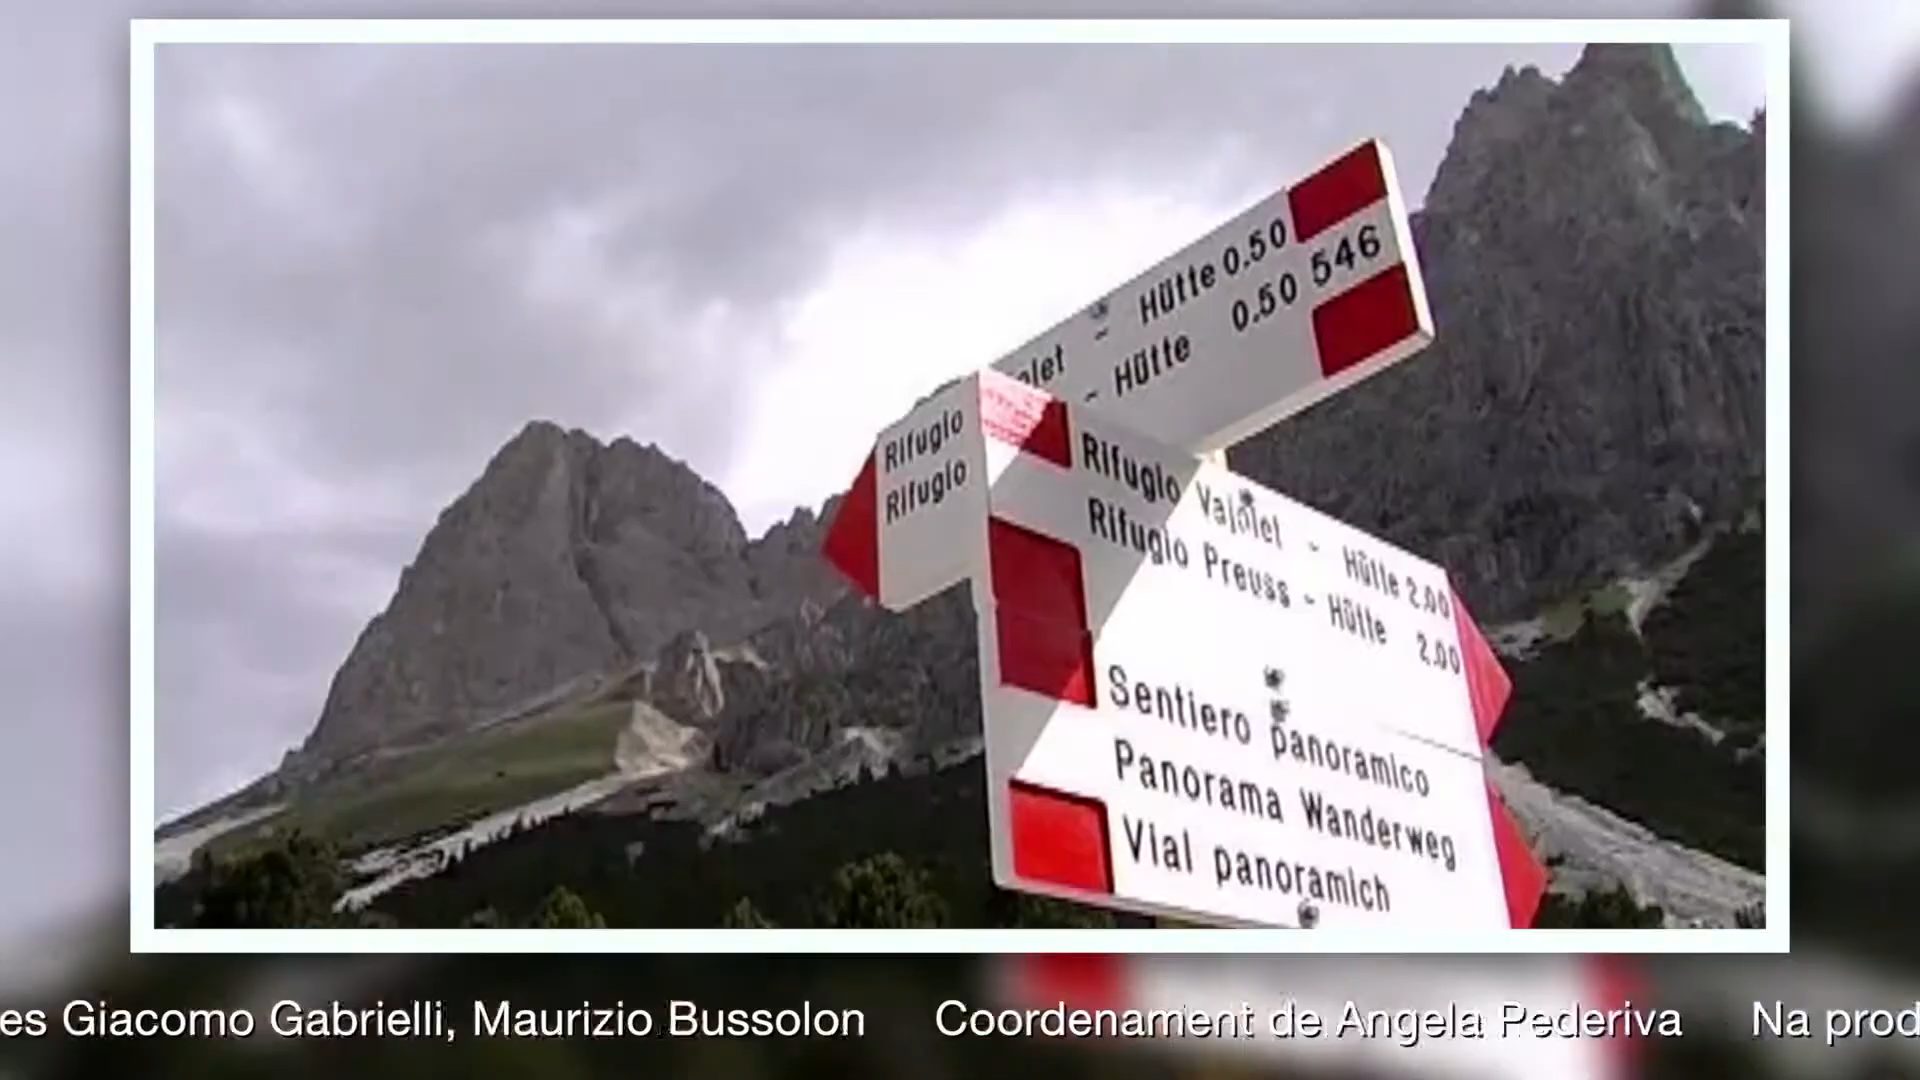 olet - Hütte 0.50
- Hütte 0.50 546
Rifugio
Rifugio
Rifugio Vajolet - Hütte 2.00
Rifugio Preuss - Hütte 2.00
Sentiero panoramico
Panorama Wanderweg
Vial panoramich
es Giacomo Gabrielli, Maurizio Bussolon Coordenament de Angela Pederiva Na prod